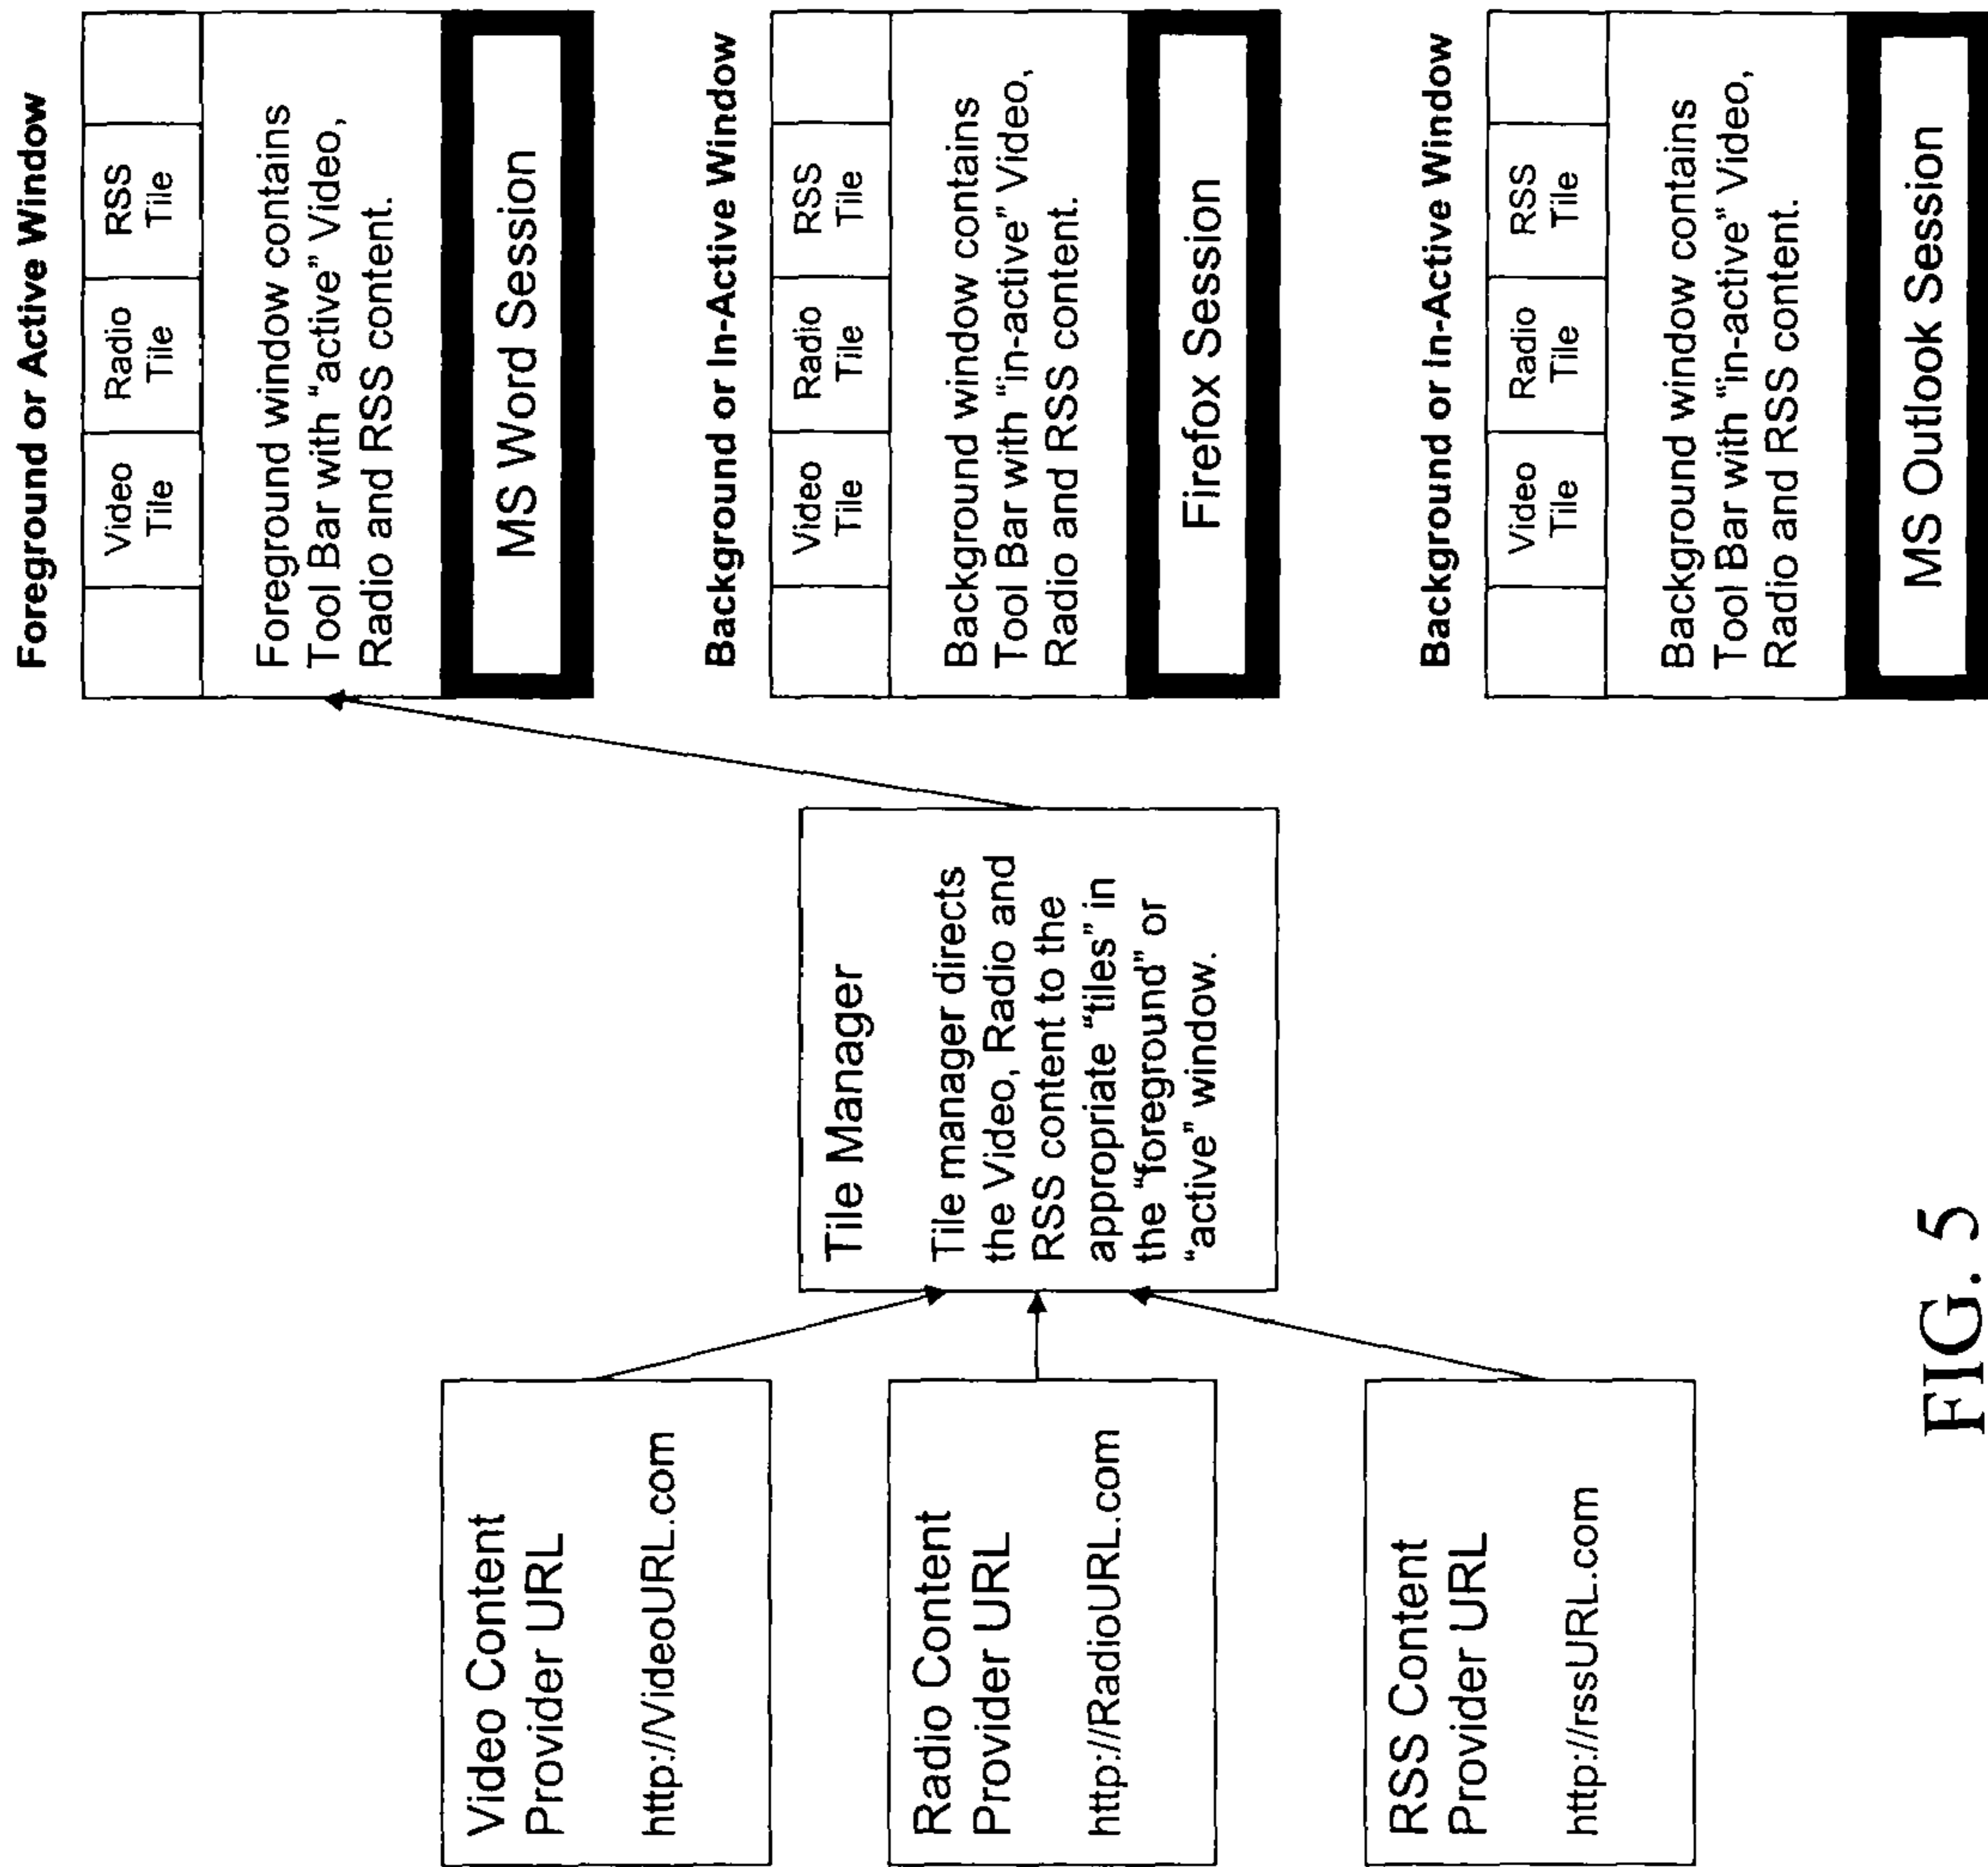 Video Content
Provider URL
http://VideoURL.com
Radio Content
Provider URL
http://RadioURL.com
RSS Content
Provider URL
http://rssURL.com
Tile Manager
Tile manager directs
the Video, Radio and
RSS content to the
appropriate “tiles” in
the “foreground” or
“active” window.
Foreground or Active Window
Video
Tile
Radio
Tile
RSS
Tile
Foreground window contains
Tool Bar with “active” Video,
Radio and RSS content.
MS Word Session
Background or In-Active Window
Video
Tile
Radio
Tile
RSS
Tile
Background window contains
Tool Bar with “in-active” Video,
Radio and RSS content.
Firefox Session
Background or In-Active Window
Video
Tile
Radio
Tile
RSS
Tile
Background window contains
Tool Bar with “in-active” Video,
Radio and RSS content.
MS Outlook Session
FIG. 5